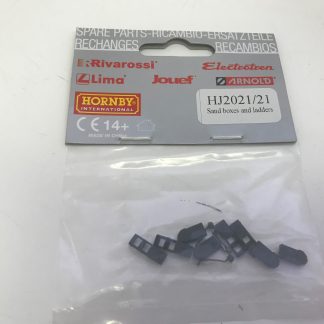 SPARE PARTS-RICAMBIO-ERSATZTEILE
RECHANGES RECAMBIOS
Rivarossi Electrotren
Lima Jouef ARNOLD
HORNBY
INTERNATIONAL
HJ2021/21
Sand boxes and ladders
CE 14+
MADE IN CHINA